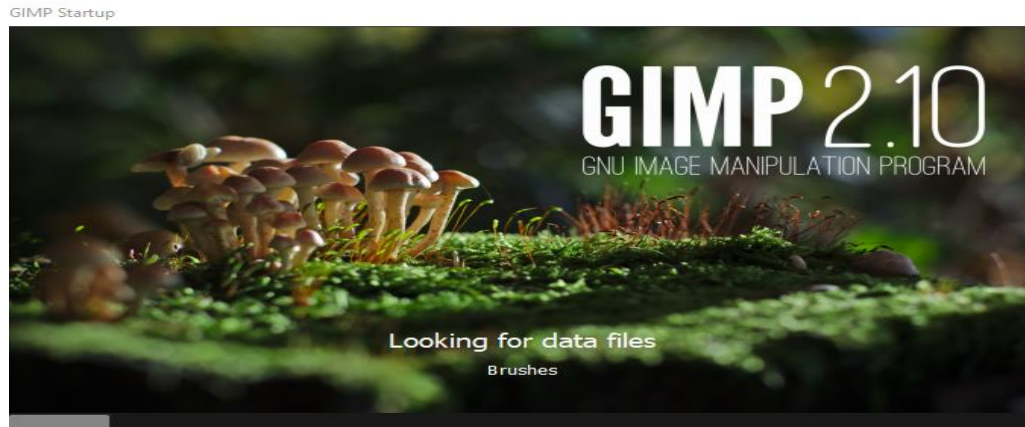 GIMP Startup
GIMP 2.10
GNU IMAGE MANIPULATION PROGRAM
Looking for data files
Brushes